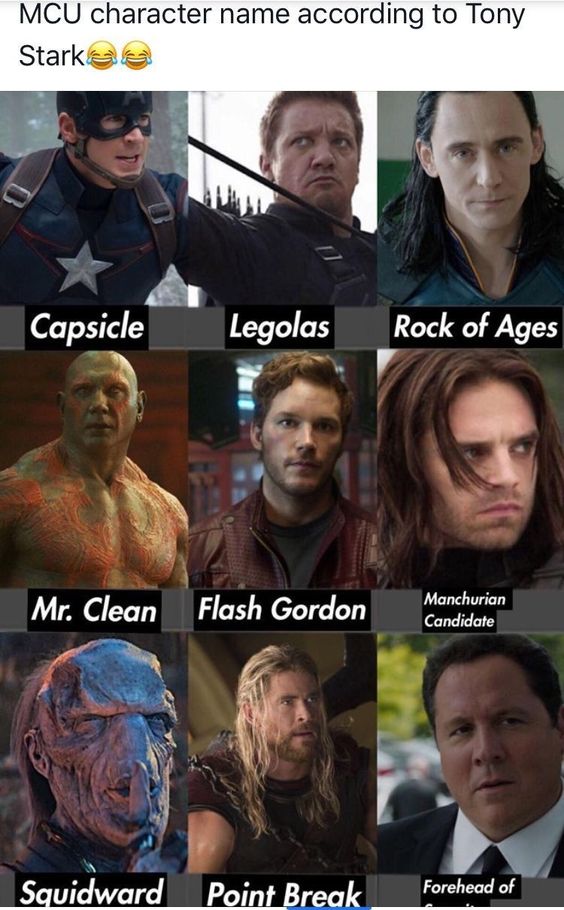 MCU character name according to Tony
Stark😂😂
Capsicle
Legolas
Rock of Ages
Mr. Clean
Flash Gordon
Manchurian
Candidate
Squidward
Point Break
Forehead of